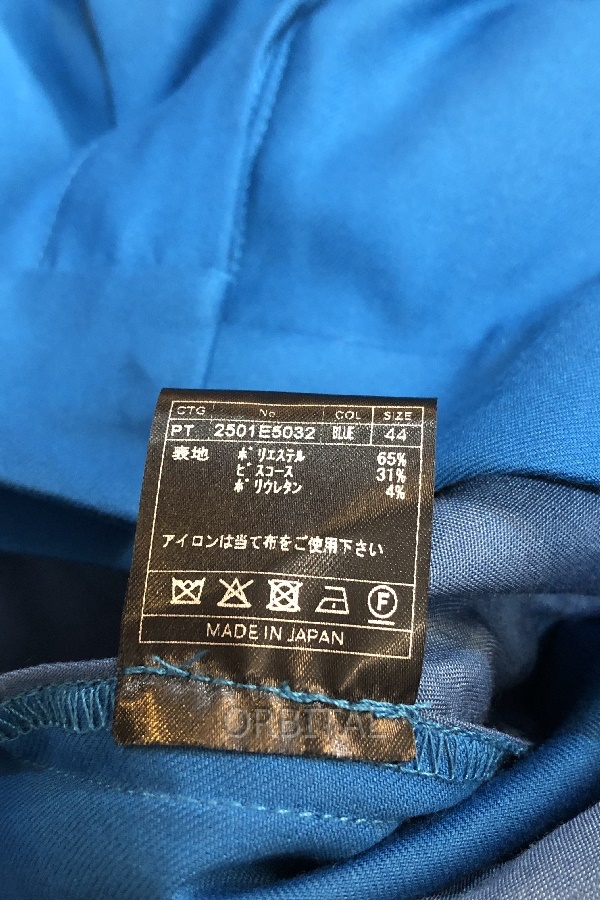 CTG No COL SIZE
PT 2501E5032 BLUE 44
表地 ポリエステル 65%
ビスコース 31%
ポリウレタン 4%
アイロンは当て布をご使用下さい
F
MADE IN JAPAN
ORBITAL